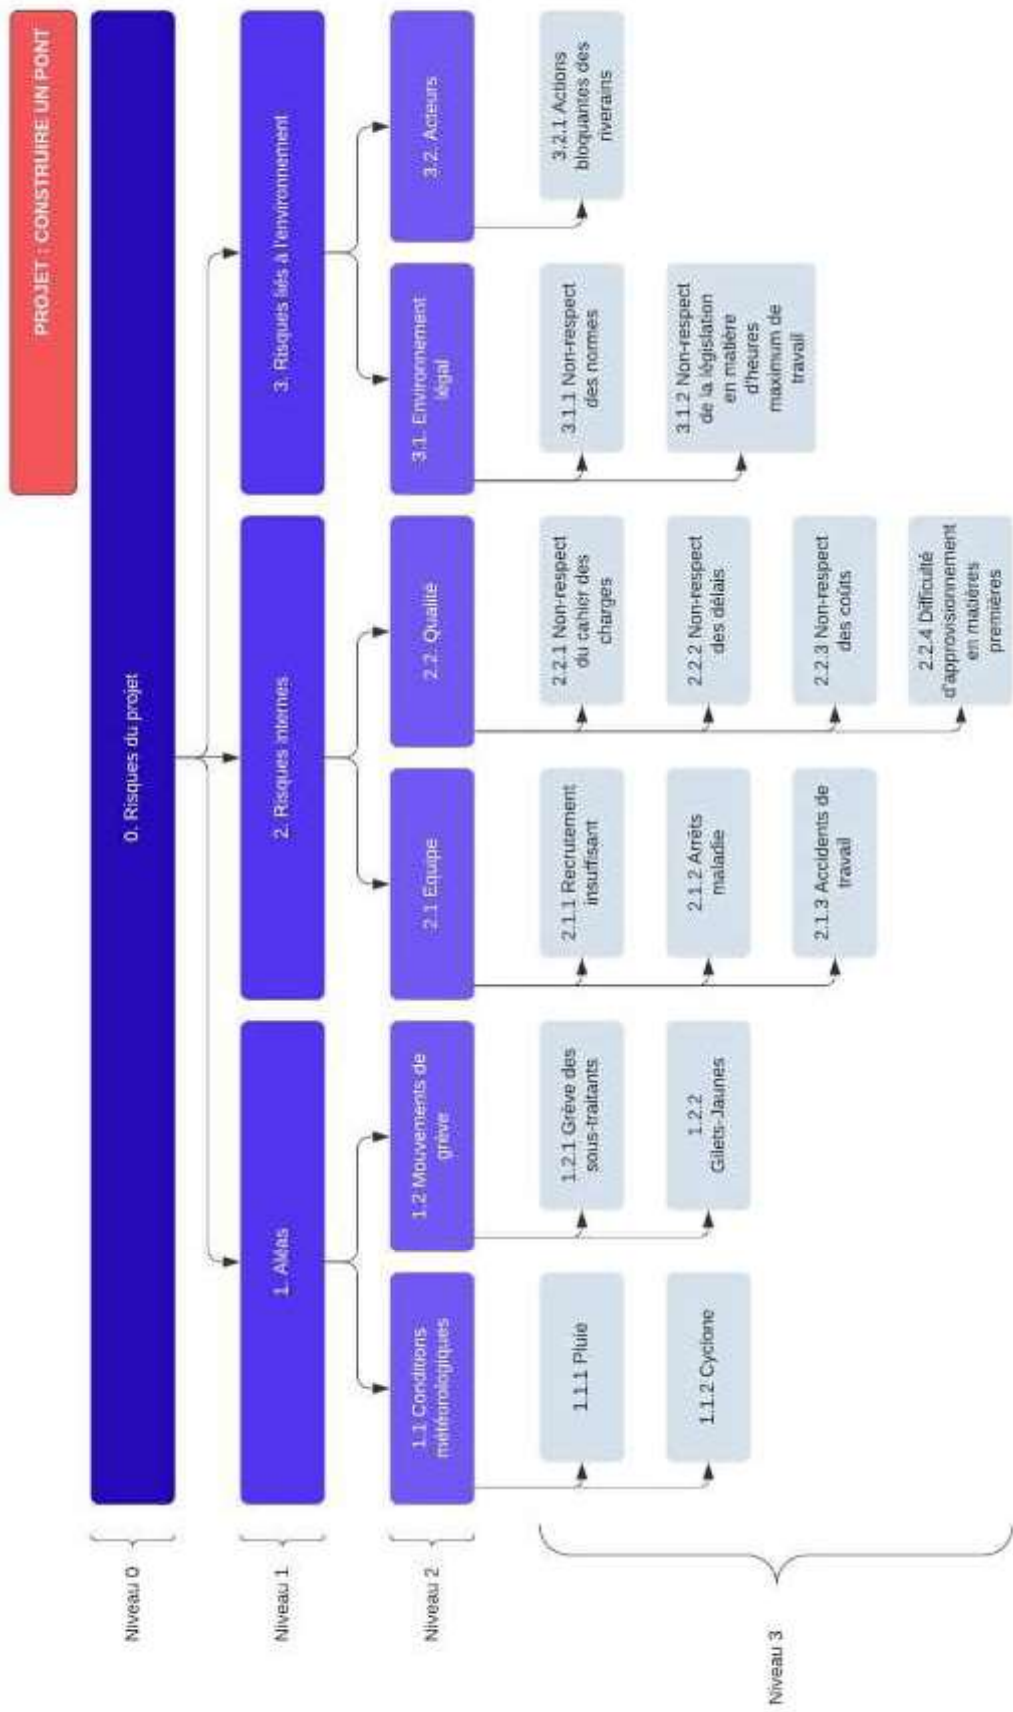 PROJET : CONSTRUIRE UN PONT
Niveau 0
0. Risques du projet
Niveau 1
1. Aléas
2. Risques internes
3. Risques liés à l'environnement
Niveau 2
1.1 Conditions
météorologiques
1.2 Mouvements de
grève
2.1 Equipe
2.2. Qualité
3.1. Environnement
légal
3.2. Acteurs
Niveau 3
1.1.1 Pluie
1.1.2 Cyclone
1.2.1 Grève des
sous-traitants
1.2.2
Gilets-Jaunes
2.1.1 Recrutement
insuffisant
2.1.2 Arrêts
maladie
2.1.3 Accidents de
travail
2.2.1 Non-respect
du cahier des
charges
2.2.2 Non-respect
des délais
2.2.3 Non-respect
des coûts
2.2.4 Difficulté
d'approvisionnement
en matières
premières
3.1.1 Non-respect
des normes
3.1.2 Non-respect
de la législation
en matière
d'heures
maximum de
travail
3.2.1 Actions
bloquantes des
riverains